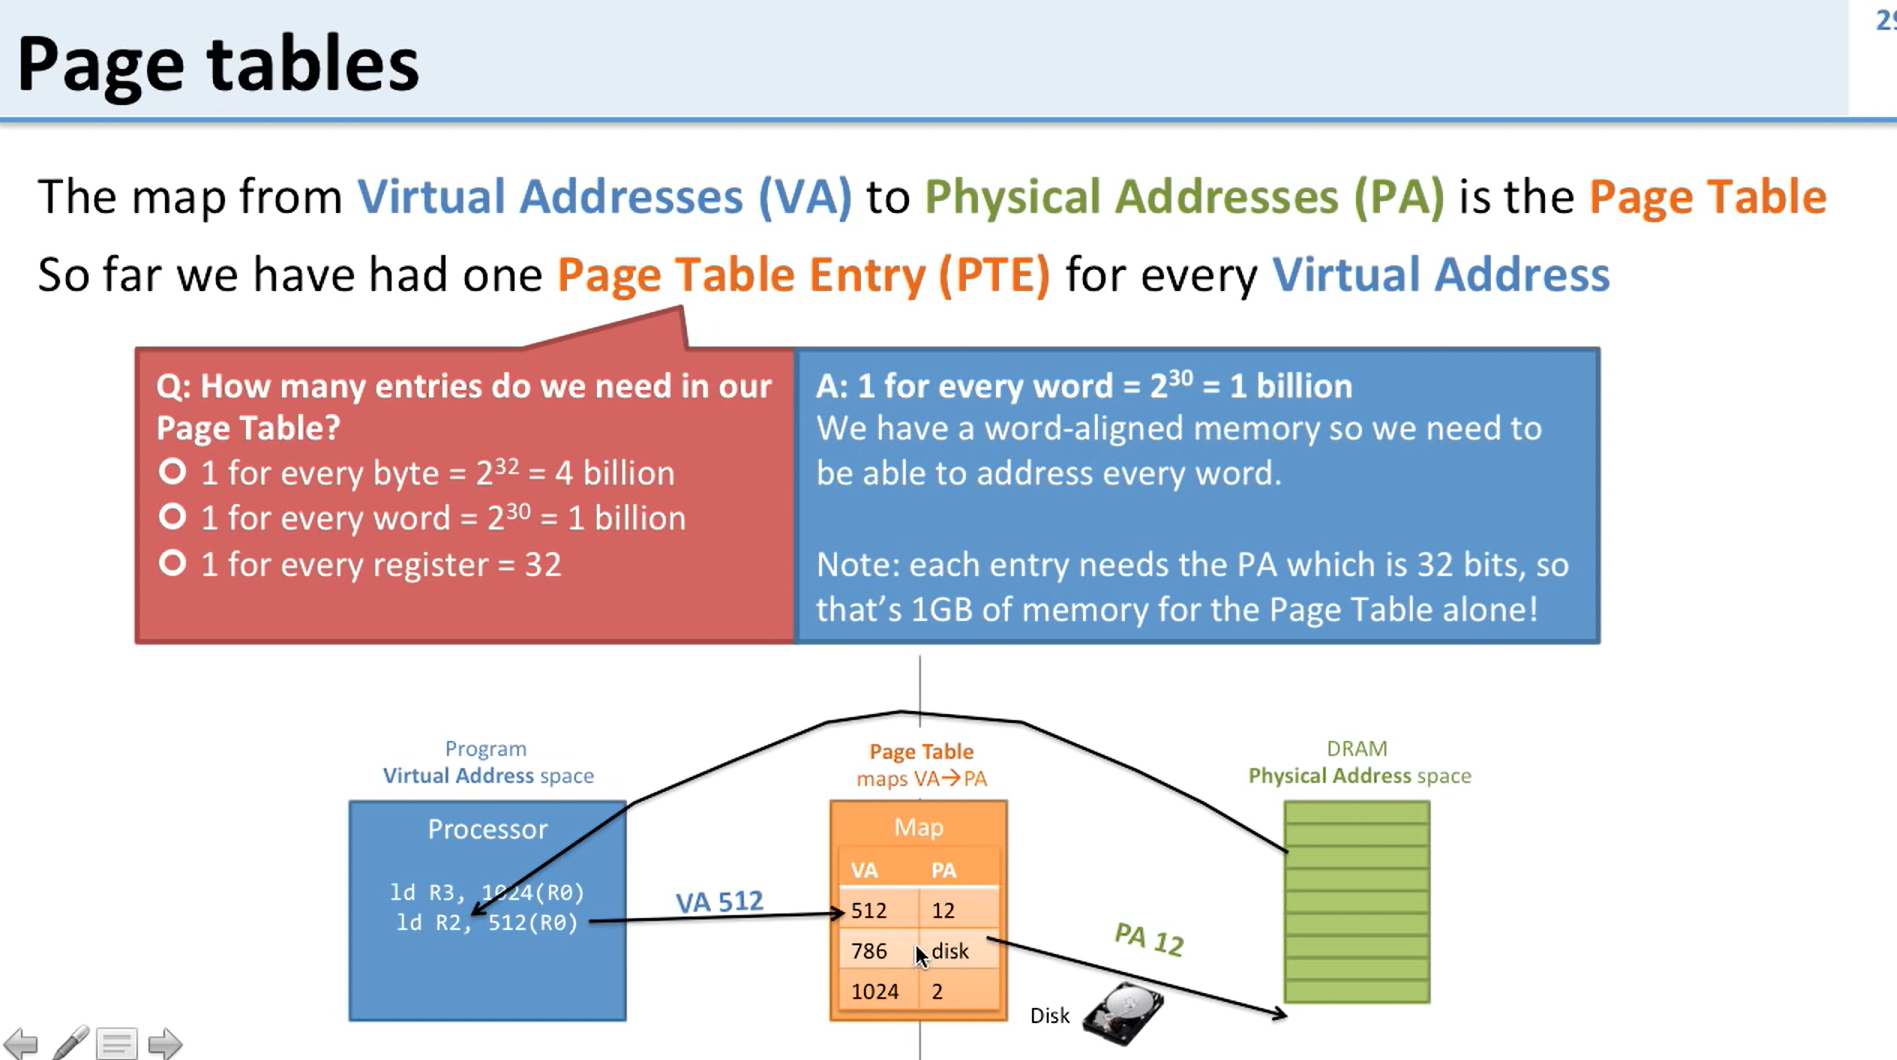 29
Page tables
The map from Virtual Addresses (VA) to Physical Addresses (PA) is the Page Table
So far we have had one Page Table Entry (PTE) for every Virtual Address
Q: How many entries do we need in our
Page Table?
1 for every byte = 2³² = 4 billion
1 for every word = 2³⁰ = 1 billion
1 for every register = 32
A: 1 for every word = 2³⁰ = 1 billion
We have a word-aligned memory so we need to
be able to address every word.
Note: each entry needs the PA which is 32 bits, so
that's 1GB of memory for the Page Table alone!
Program
Virtual Address space
Processor
ld R3, 1024(R0)
ld R2, 512(R0)
VA 512
Page Table
maps VA→PA
Map
VA PA
512 12
786 disk
1024 2
PA 12
Disk
DRAM
Physical Address space